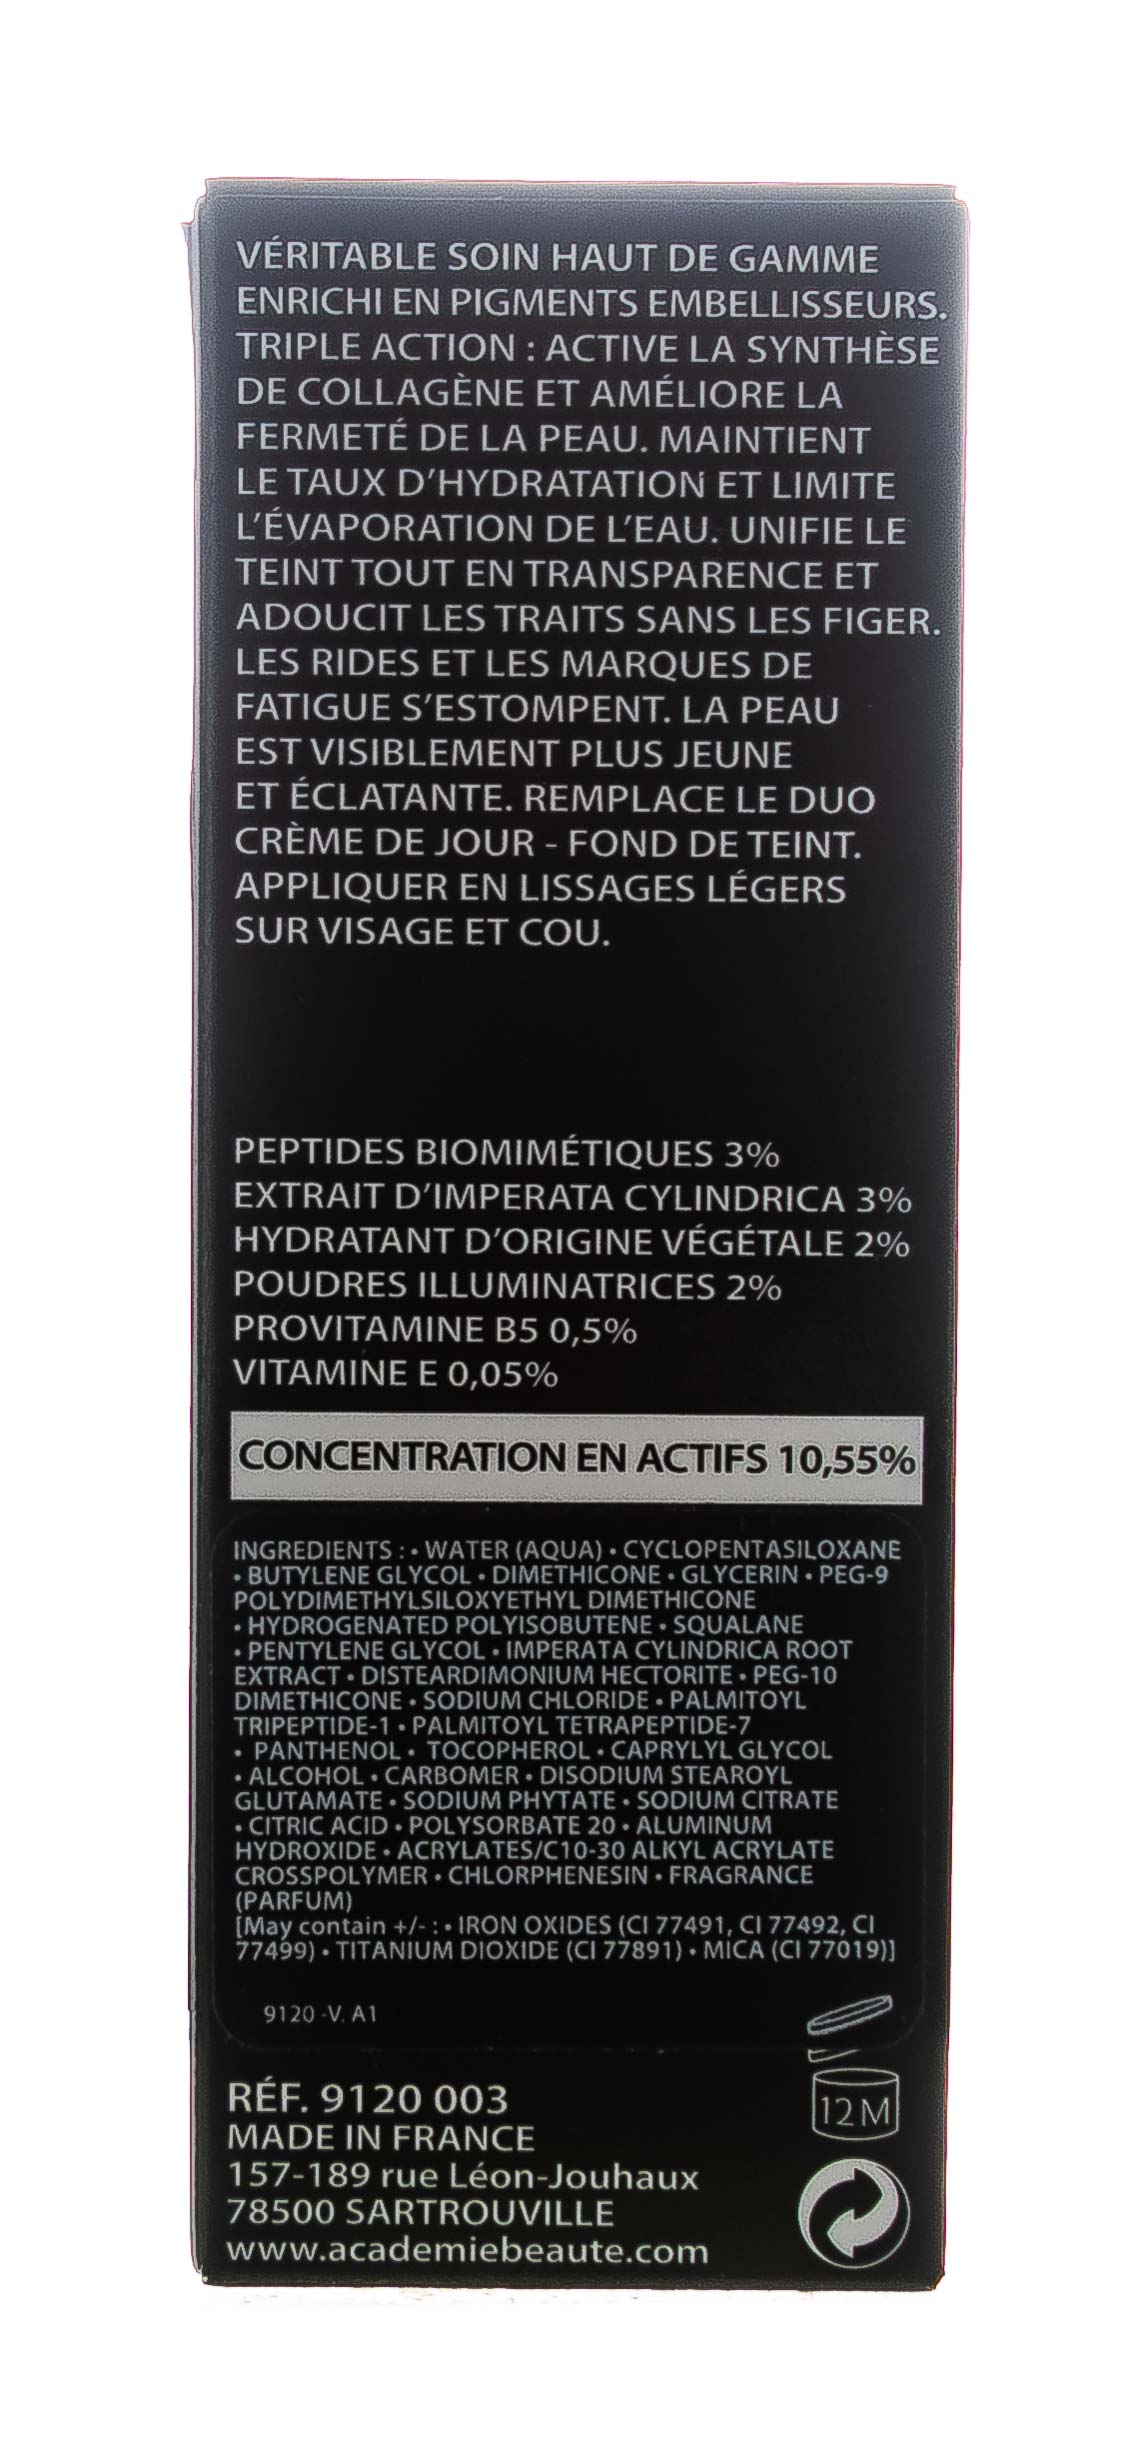 VÉRITABLE SOIN HAUT DE GAMME
ENRICHI EN PIGMENTS EMBELLISSEURS.
TRIPLE ACTION : ACTIVE LA SYNTHÈSE
DE COLLAGÈNE ET AMÉLIORE LA
FERMETÉ DE LA PEAU. MAINTIENT
LE TAUX D'HYDRATATION ET LIMITE
L'ÉVAPORATION DE L'EAU. UNIFIE LE
TEINT TOUT EN TRANSPARENCE ET
ADOUCIT LES TRAITS SANS LES FIGER.
LES RIDES ET LES MARQUES DE
FATIGUE S'ESTOMPENT. LA PEAU
EST VISIBLEMENT PLUS JEUNE
ET ÉCLATANTE. REMPLACE LE DUO
CRÈME DE JOUR - FOND DE TEINT.
APPLIQUER EN LISSAGES LÉGERS
SUR VISAGE ET COU.
PEPTIDES BIOMIMÉTIQUES 3%
EXTRAIT D'IMPERATA CYLINDRICA 3%
HYDRATANT D'ORIGINE VÉGÉTALE 2%
POUDRES ILLUMINATRICES 2%
PROVITAMINE B5 0,5%
VITAMINE E 0,05%
CONCENTRATION EN ACTIFS 10,55%
INGREDIENTS : • WATER (AQUA) • CYCLOPENTASILOXANE
• BUTYLENE GLYCOL • DIMETHICONE • GLYCERIN • PEG-9
POLYDIMETHYLSILOXYETHYL DIMETHICONE
• HYDROGENATED POLYISOBUTENE • SQUALANE
• PENTYLENE GLYCOL • IMPERATA CYLINDRICA ROOT
EXTRACT • DISTEARDIMONIUM HECTORITE • PEG-10
DIMETHICONE • SODIUM CHLORIDE • PALMITOYL
TRIPEPTIDE-1 • PALMITOYL TETRAPEPTIDE-7
• PANTHENOL • TOCOPHEROL • CAPRYLYL GLYCOL
• ALCOHOL • CARBOMER • DISODIUM STEAROYL
GLUTAMATE • SODIUM PHYTATE • SODIUM CITRATE
• CITRIC ACID • POLYSORBATE 20 • ALUMINUM
HYDROXIDE • ACRYLATES/C10-30 ALKYL ACRYLATE
CROSSPOLYMER • CHLORPHENESIN • FRAGRANCE
(PARFUM)
[May contain +/- : • IRON OXIDES (CI 77491, CI 77492, CI
77499) • TITANIUM DIOXIDE (CI 77891) • MICA (CI 77019)]
9120 -V. A1
RÉF. 9120 003
MADE IN FRANCE
157-189 rue Léon-Jouhaux
78500 SARTROUVILLE
www.academiebeaute.com
12 M